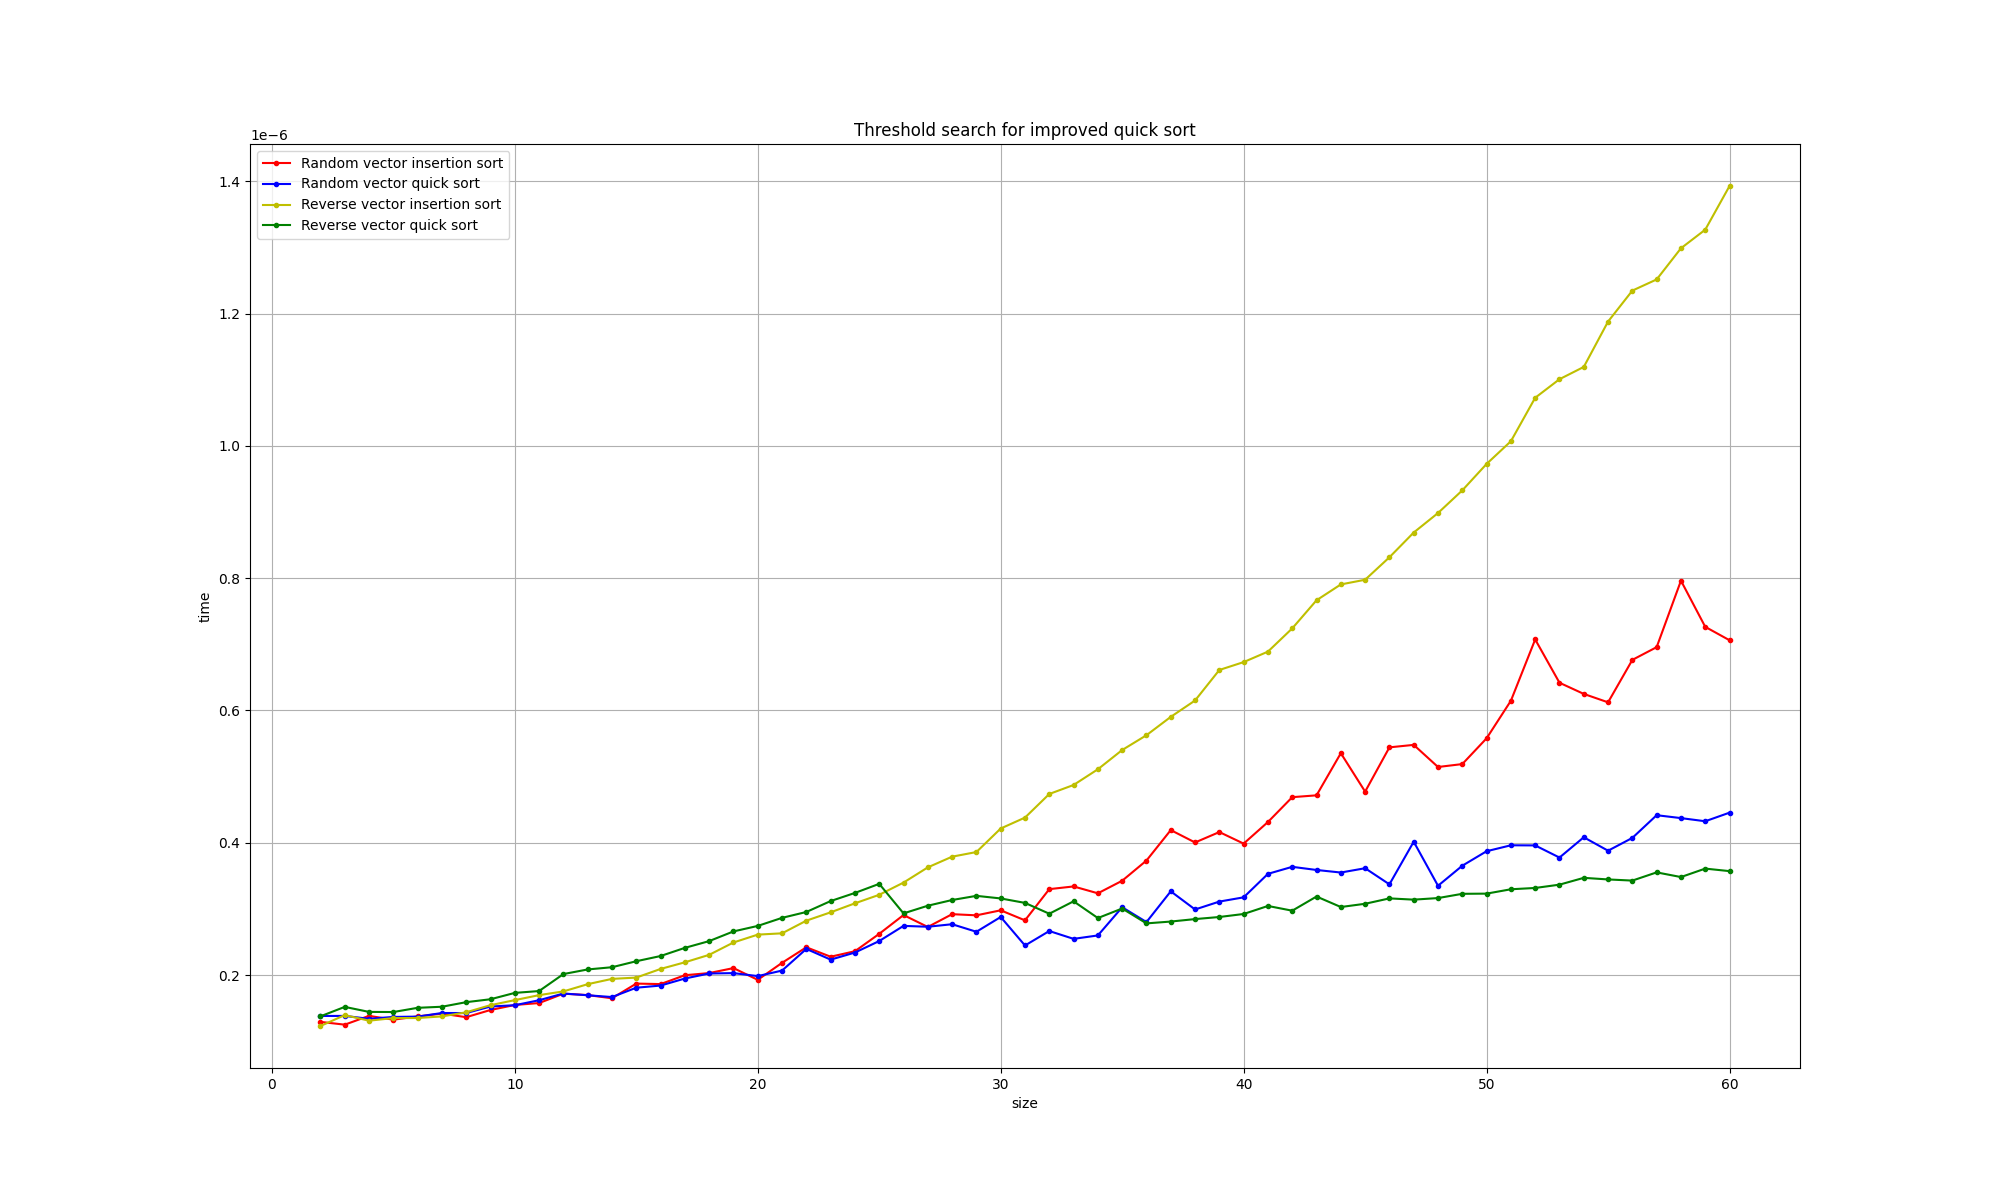 Threshold search for improved quick sort
1e−6
Random vector insertion sort
Random vector quick sort
Reverse vector insertion sort
Reverse vector quick sort
1.4
1.2
1.0
0.8
0.6
0.4
0.2
time
0 10 20 30 40 50 60
size